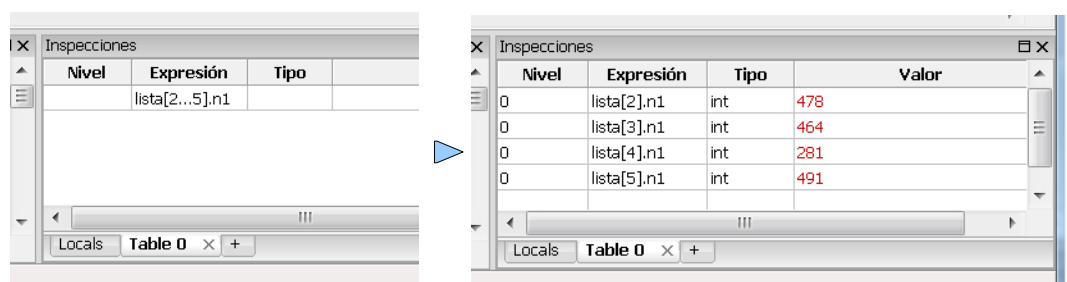 Inspecciones
Nivel Expresión Tipo
lista[2...5].n1
Locals Table 0 × +
Inspecciones
Nivel Expresión Tipo Valor
0 lista[2].n1 int 478
0 lista[3].n1 int 464
0 lista[4].n1 int 281
0 lista[5].n1 int 491
Locals Table 0 × +